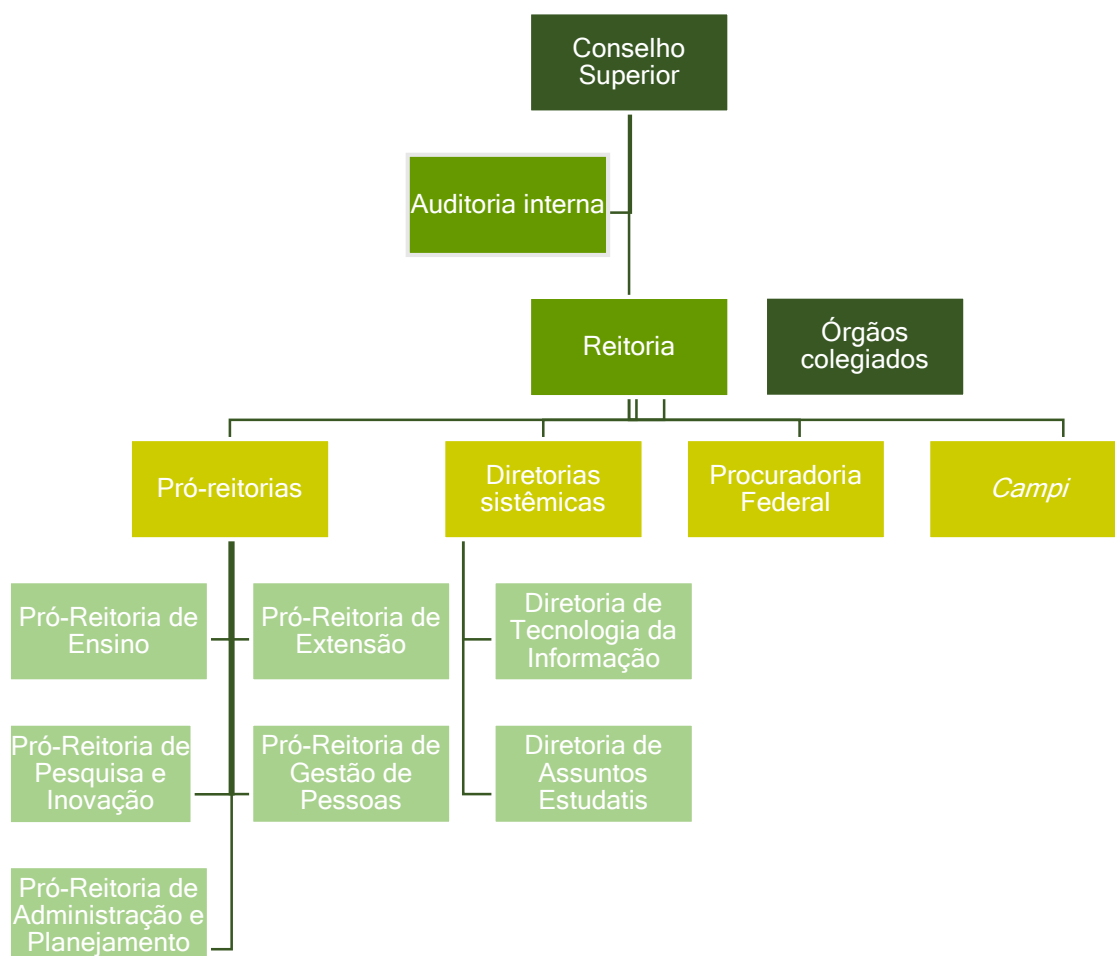 Conselho
Superior
Auditoria interna
Reitoria
Órgãos
colegiados
Pró-reitorias
Diretorias
sistêmicas
Procuradoria
Federal
Campi
Pró-Reitoria de
Ensino
Pró-Reitoria de
Extensão
Diretoria de
Tecnologia da
Informação
Pró-Reitoria de
Pesquisa e
Inovação
Pró-Reitoria de
Gestão de
Pessoas
Diretoria de
Assuntos
Estudatis
Pró-Reitoria de
Administração e
Planejamento